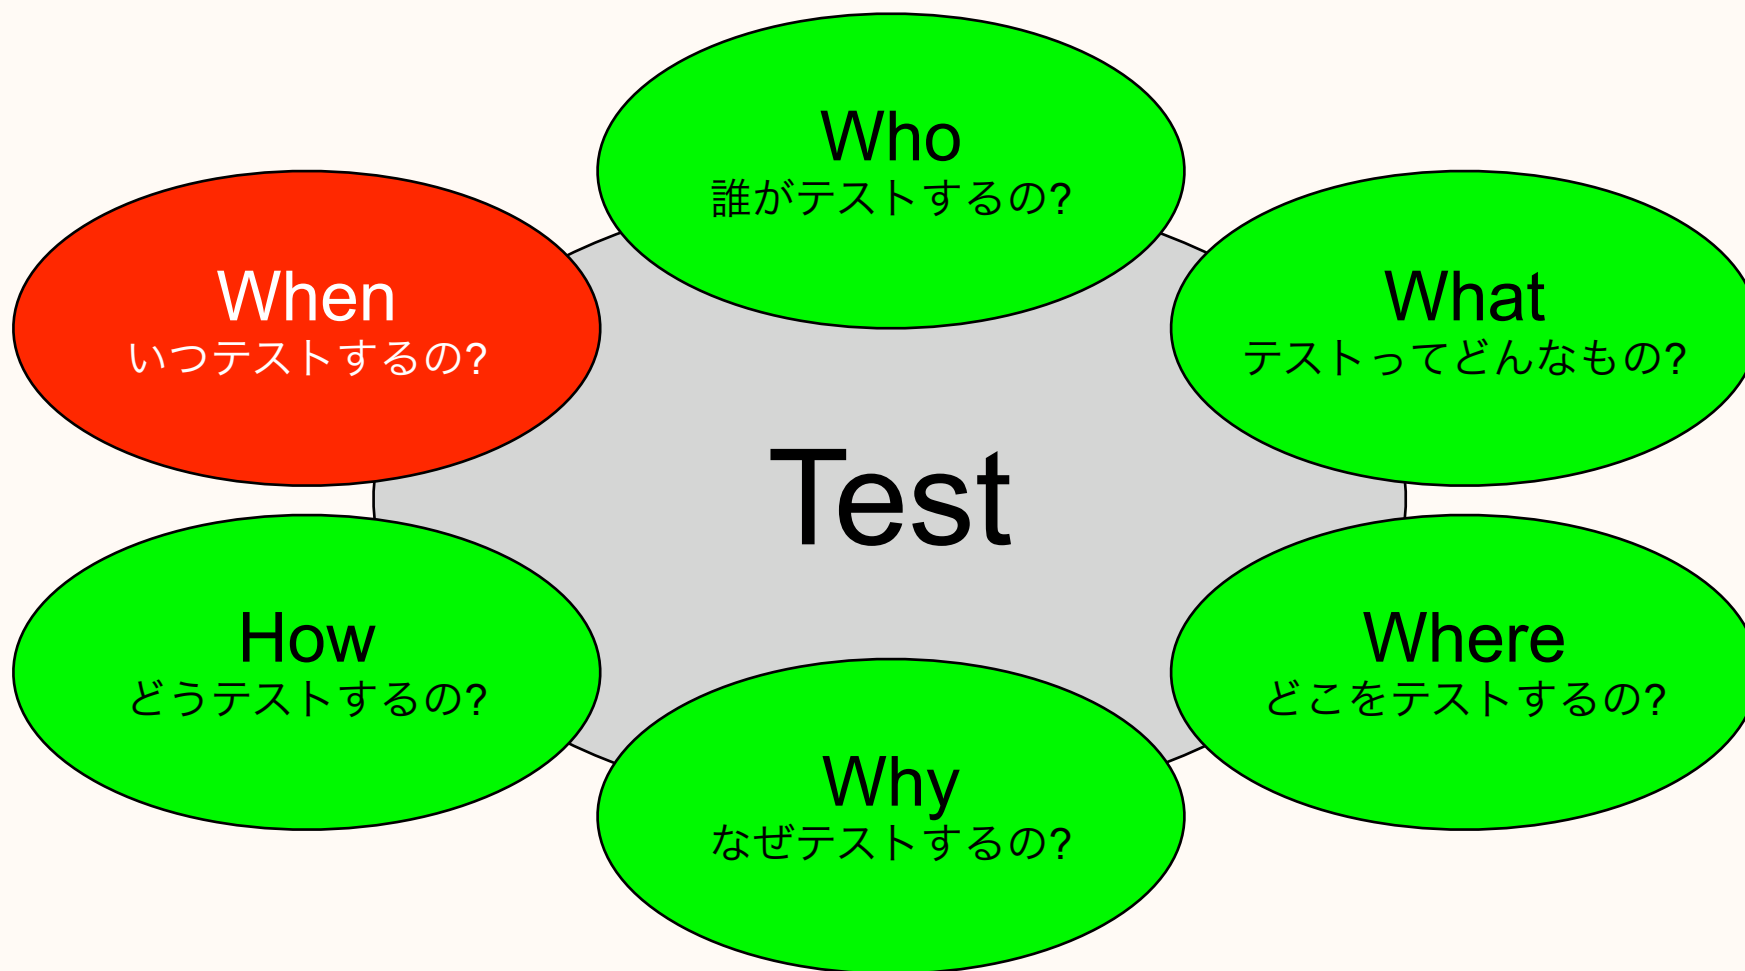 Who
誰がテストするの?
When
いつテストするの?
What
テストってどんなもの?
Test
How
どうテストするの?
Where
どこをテストするの?
Why
なぜテストするの?